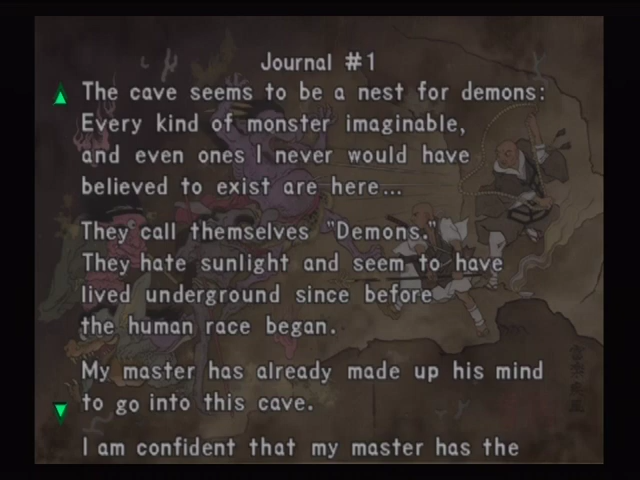 Journal #1
The cave seems to be a nest for demons:
Every kind of monster imaginable,
and even ones I never would have
believed to exist are here...
They call themselves "Demons."
They hate sunlight and seem to have
lived underground since before
the human race began.
My master has already made up his mind
to go into this cave.
I am confident that my master has the